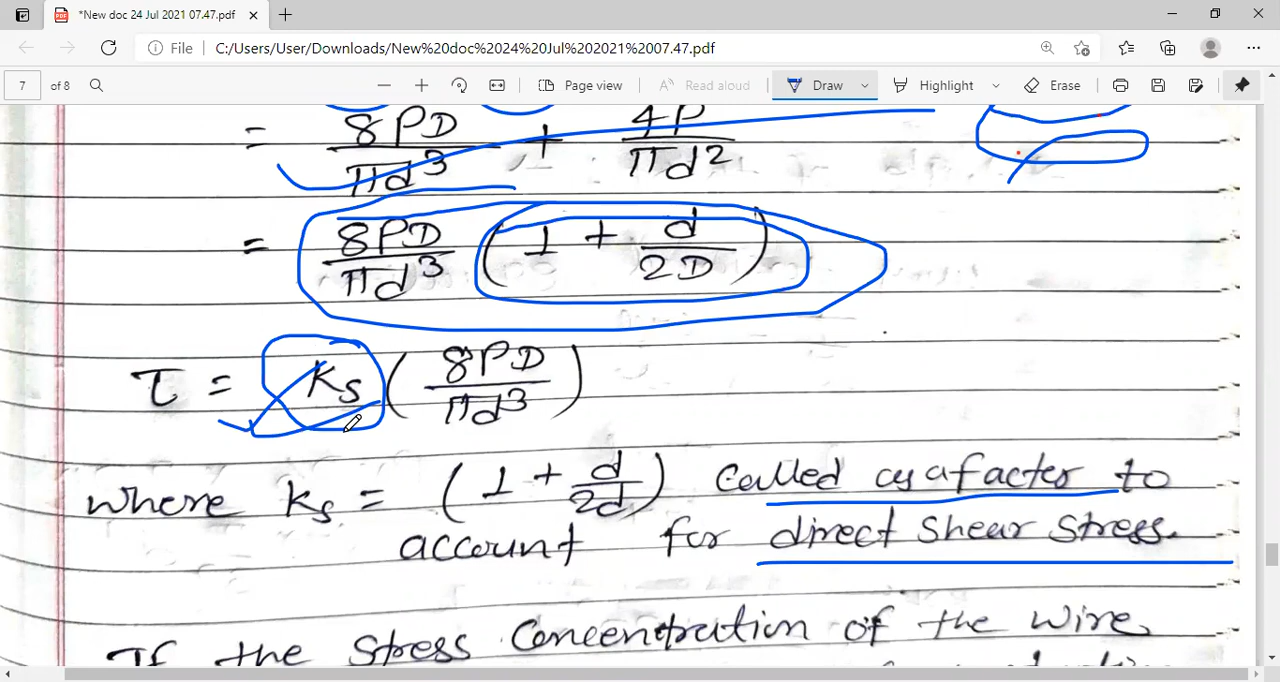 *New doc 24 Jul 2021 07.47.pdf
File | C:/Users/User/Downloads/New%20doc%2024%20Jul%202021%2007.47.pdf
7 of 8 Page view Read aloud Draw Highlight Erase
= 8PD/πd³ + 4P/πd²
= 8PD/πd³ (1 + d/2D)
τ = Ks (8PD/πd³)
where Ks = (1 + d/2d) called as a factor to
account for direct shear stress.
If the stress concentration of the wire